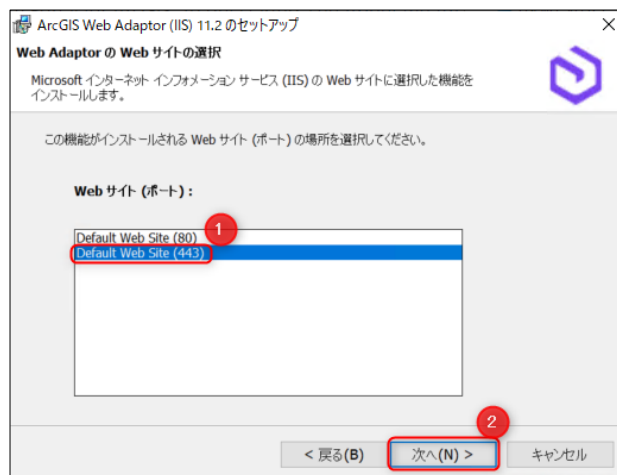 ArcGIS Web Adaptor (IIS) 11.2 のセットアップ
Web Adaptor の Web サイトの選択
Microsoft インターネット インフォメーション サービス (IIS) の Web サイトに選択した機能を
インストールします。
この機能がインストールされる Web サイト (ポート) の場所を選択してください。
Web サイト (ポート) :
1
Default Web Site (80)
Default Web Site (443)
2
< 戻る(B)
次へ(N) >
キャンセル